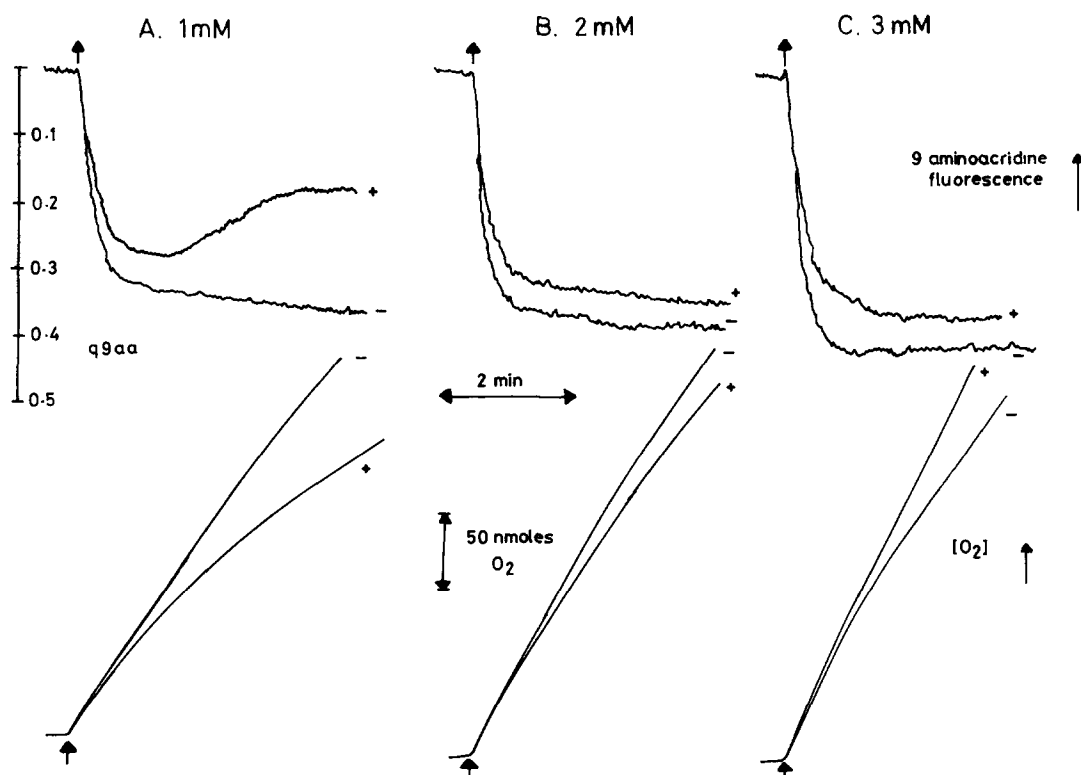 A. 1mM
B. 2mM
C. 3mM
0·1
0·2
0·3
0·4
0·5
q9aa
+
−
−
+
+
−
−
+
+
−
+
−
2 min
50 nmoles
O₂
9 aminoacridine
fluorescence
[O₂]